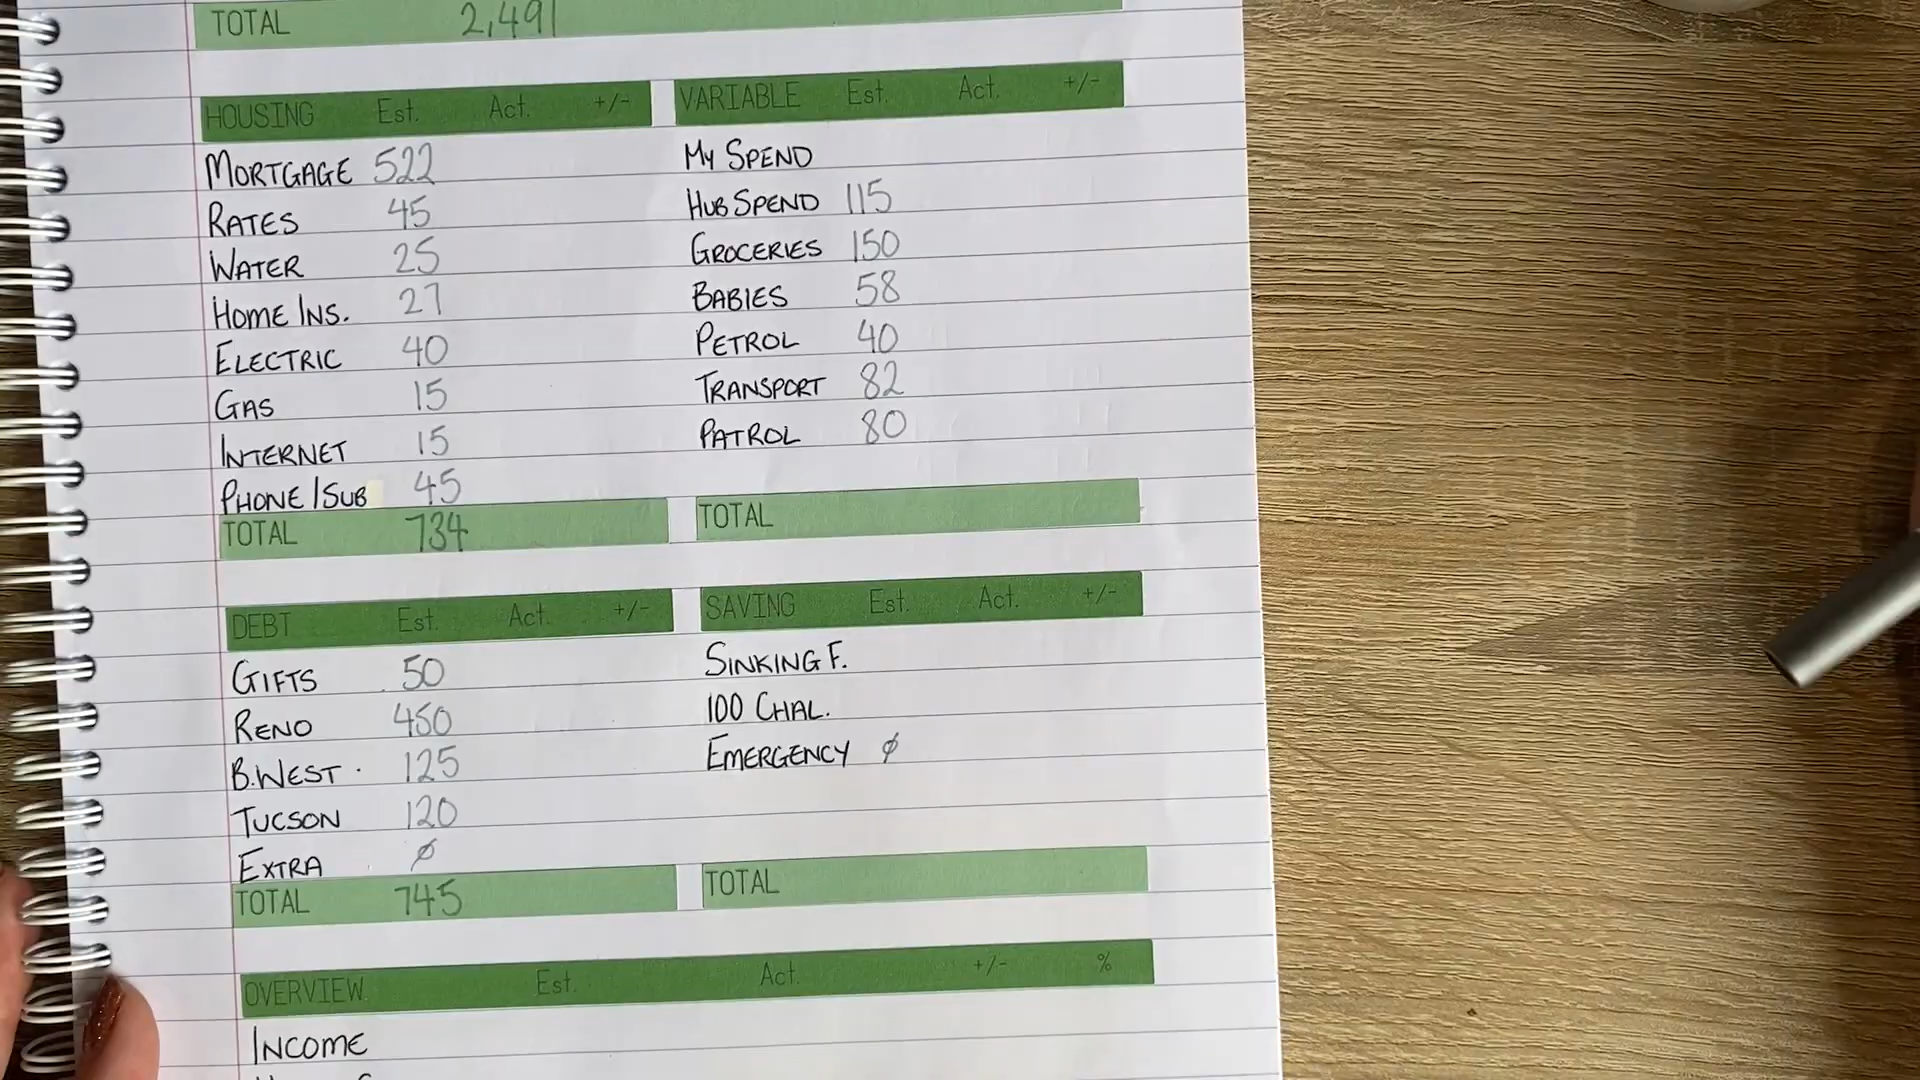 TOTAL 2,491
HOUSING Est. Act. +/-
MORTGAGE 522
RATES 45
WATER 25
HOME INS. 27
ELECTRIC 40
GAS 15
INTERNET 15
PHONE/SUB 45
TOTAL 734
VARIABLE Est. Act. +/-
MY SPEND
HUB SPEND 115
GROCERIES 150
BABIES 58
PETROL 40
TRANSPORT 82
PATROL 80
TOTAL
DEBT Est. Act. +/-
GIFTS 50
RENO 450
B.WEST 125
TUCSON 120
EXTRA ∅
TOTAL 745
SAVING Est. Act. +/-
SINKING F.
100 CHAL.
EMERGENCY ∅
TOTAL
OVERVIEW Est. Act. +/- %
INCOME